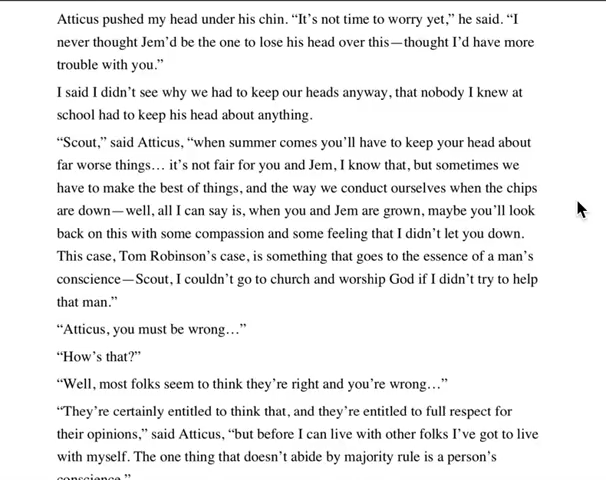 Atticus pushed my head under his chin. “It’s not time to worry yet,” he said. “I
never thought Jem’d be the one to lose his head over this—thought I’d have more
trouble with you.”
I said I didn’t see why we had to keep our heads anyway, that nobody I knew at
school had to keep his head about anything.
“Scout,” said Atticus, “when summer comes you’ll have to keep your head about
far worse things… it’s not fair for you and Jem, I know that, but sometimes we
have to make the best of things, and the way we conduct ourselves when the chips
are down—well, all I can say is, when you and Jem are grown, maybe you’ll look
back on this with some compassion and some feeling that I didn’t let you down.
This case, Tom Robinson’s case, is something that goes to the essence of a man’s
conscience—Scout, I couldn’t go to church and worship God if I didn’t try to help
that man.”
“Atticus, you must be wrong…”
“How’s that?”
“Well, most folks seem to think they’re right and you’re wrong…”
“They’re certainly entitled to think that, and they’re entitled to full respect for
their opinions,” said Atticus, “but before I can live with other folks I’ve got to live
with myself. The one thing that doesn’t abide by majority rule is a person’s
conscience.”